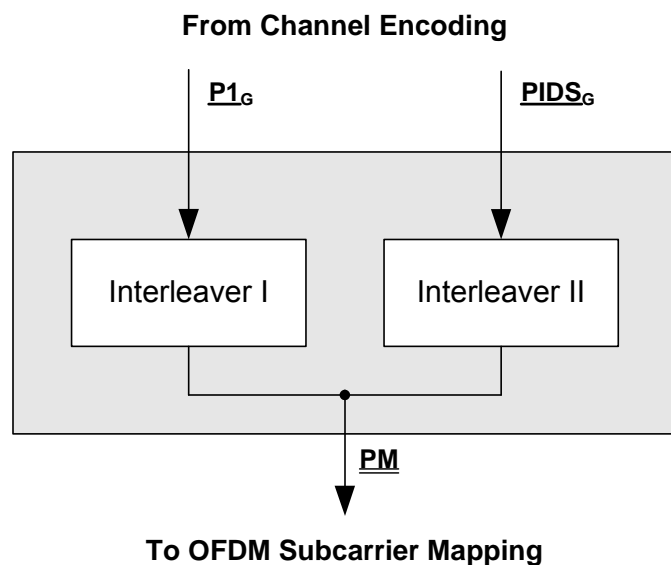 From Channel Encoding
P1G
PIDSG
Interleaver I
Interleaver II
PM
To OFDM Subcarrier Mapping